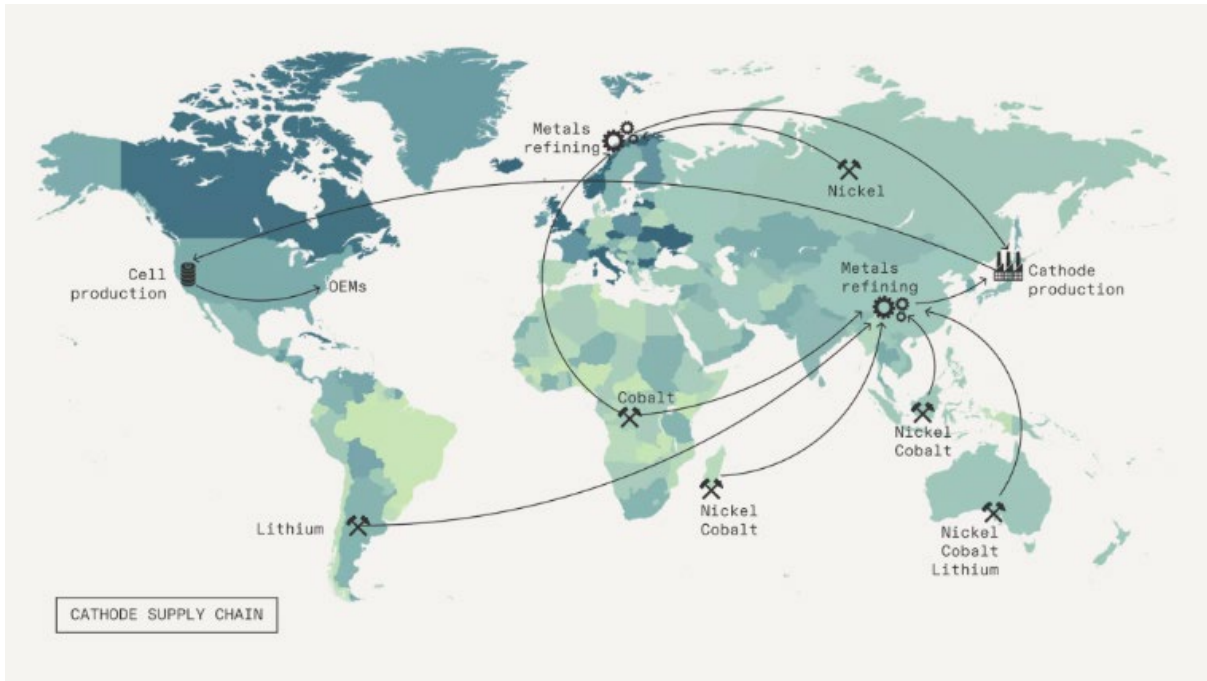 Metals
refining
Nickel
Cell
production
OEMs
Metals
refining
Cathode
production
Cobalt
Nickel
Cobalt
Lithium
Nickel
Cobalt
Nickel
Cobalt
Lithium
CATHODE SUPPLY CHAIN